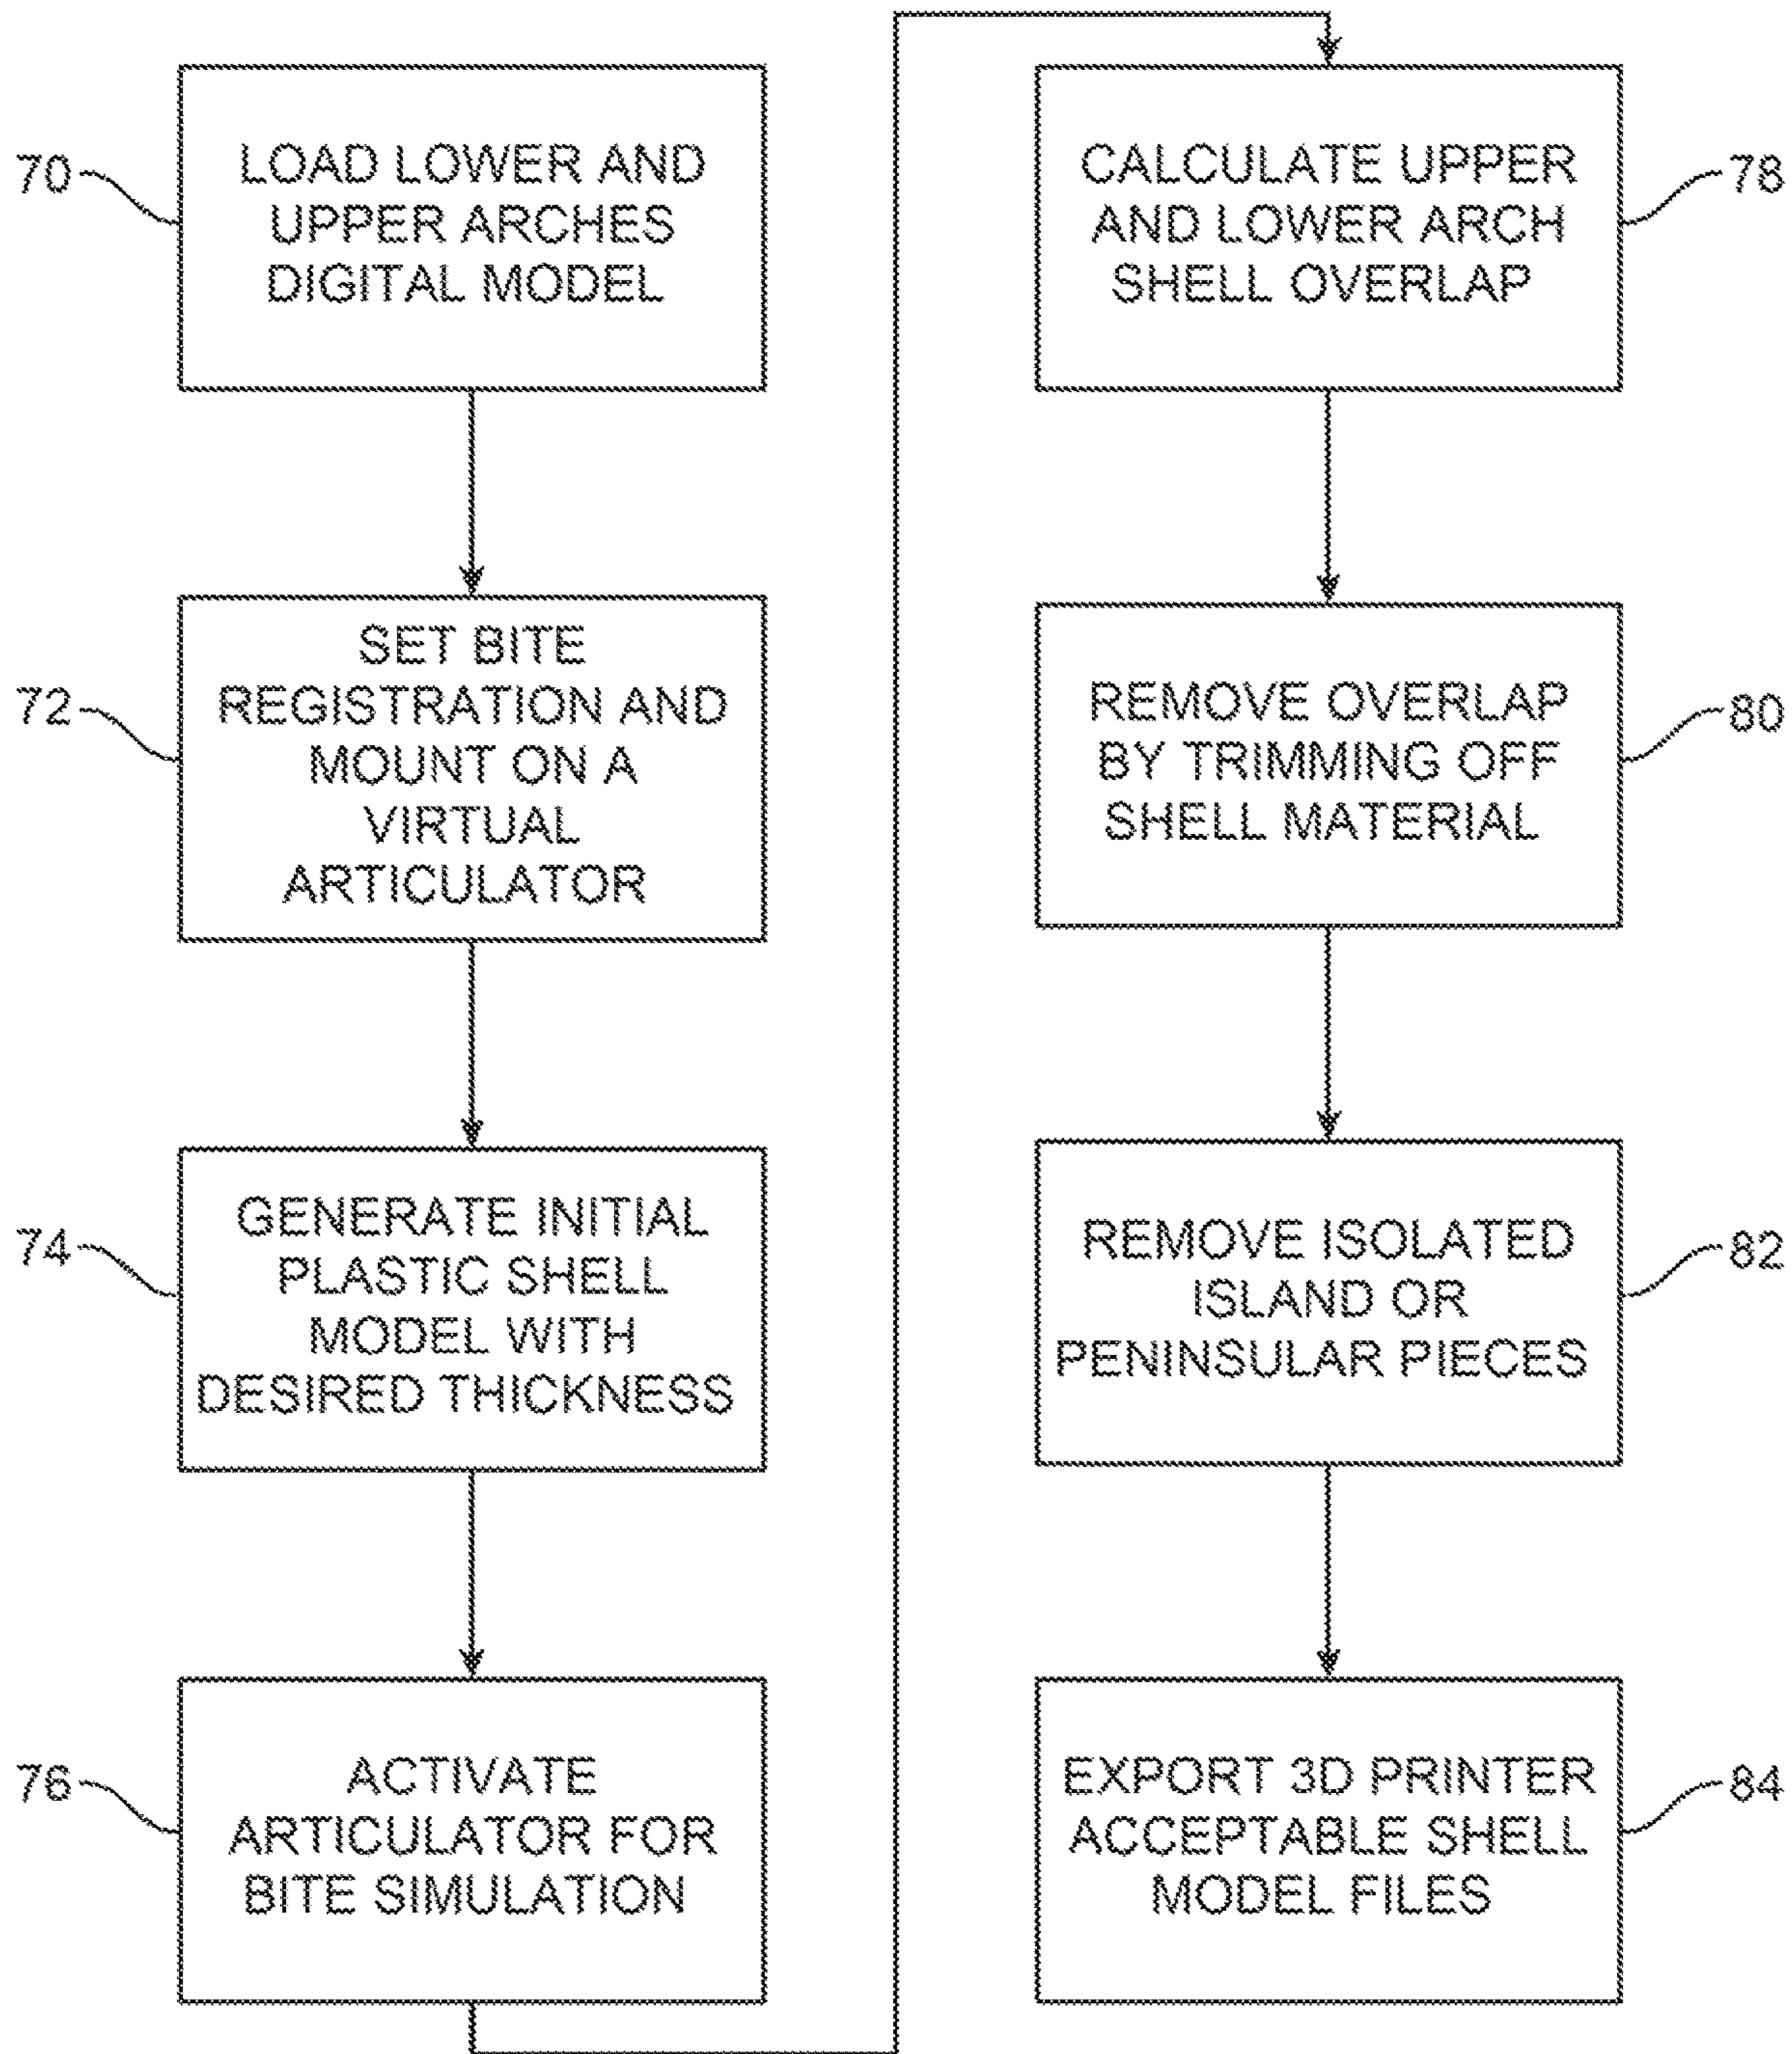 70
LOAD LOWER AND
UPPER ARCHES
DIGITAL MODEL
72
SET BITE
REGISTRATION AND
MOUNT ON A
VIRTUAL
ARTICULATOR
74
GENERATE INITIAL
PLASTIC SHELL
MODEL WITH
DESIRED THICKNESS
76
ACTIVATE
ARTICULATOR FOR
BITE SIMULATION
CALCULATE UPPER
AND LOWER ARCH
SHELL OVERLAP
78
REMOVE OVERLAP
BY TRIMMING OFF
SHELL MATERIAL
80
REMOVE ISOLATED
ISLAND OR
PENINSULAR PIECES
82
EXPORT 3D PRINTER
ACCEPTABLE SHELL
MODEL FILES
84